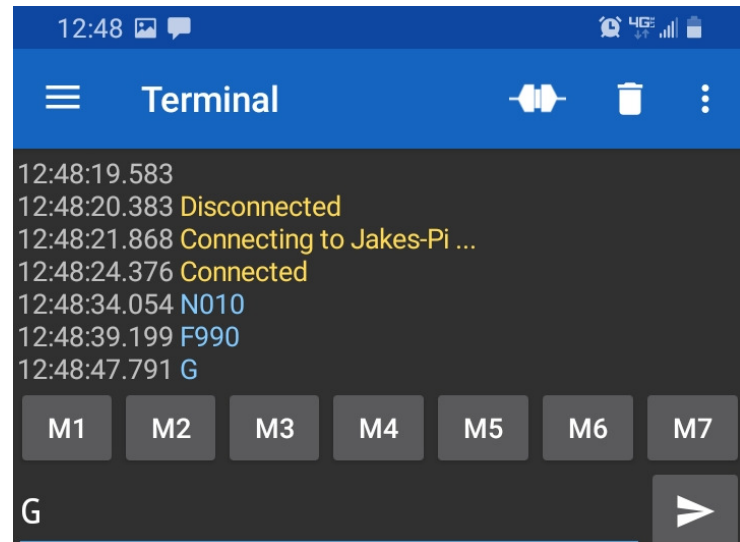 12:48 4GE
Terminal
12:48:19.583
12:48:20.383 Disconnected
12:48:21.868 Connecting to Jakes-Pi ...
12:48:24.376 Connected
12:48:34.054 N010
12:48:39.199 F990
12:48:47.791 G
M1 M2 M3 M4 M5 M6 M7
G